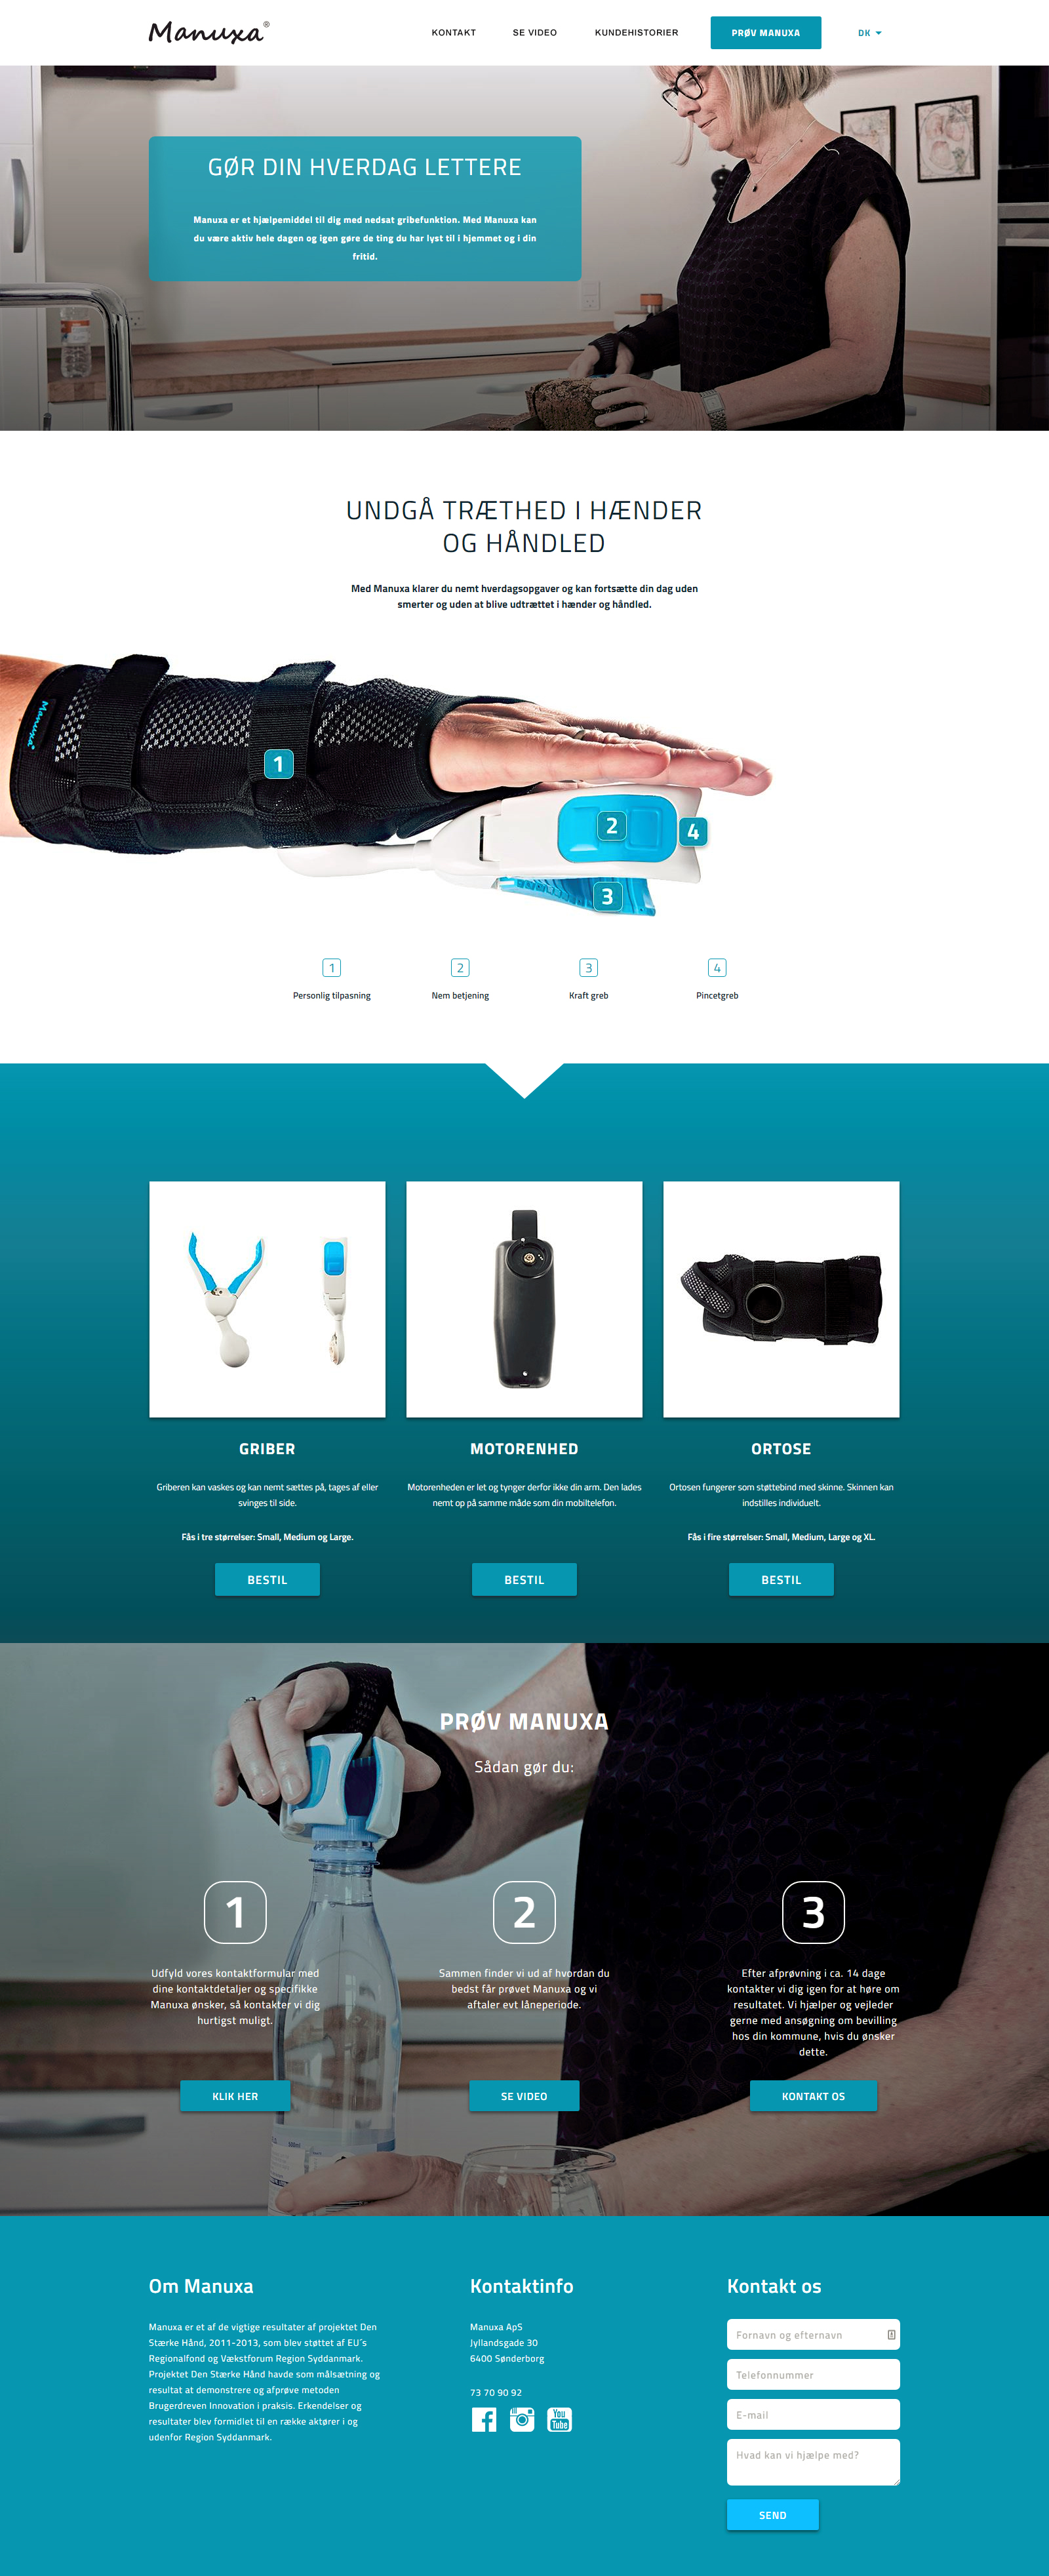 Manuxa®
KONTAKT
SE VIDEO
KUNDEHISTORIER
PRØV MANUXA
DK
GØR DIN HVERDAG LETTERE
Manuxa er et hjælpemiddel til dig med nedsat gribefunktion. Med Manuxa kan
du være aktiv hele dagen og igen gøre de ting du har lyst til i hjemmet og i din
fritid.
UNDGÅ TRÆTHED I HÆNDER
OG HÅNDLED
Med Manuxa klarer du nemt hverdagsopgaver og kan fortsætte din dag uden
smerter og uden at blive udtrættet i hænder og håndled.
Manuxa®
1
2
4
3
1
2
3
4
Personlig tilpasning
Nem betjening
Kraft greb
Pincetgreb
GRIBER
Griberen kan vaskes og kan nemt sættes på, tages af eller
svinges til side.
Fås i tre størrelser: Small, Medium og Large.
BESTIL
MOTORENHED
Motorenheden er let og tynger derfor ikke din arm. Den lades
nemt op på samme måde som din mobiltelefon.
BESTIL
ORTOSE
Ortosen fungerer som støttebind med skinne. Skinnen kan
indstilles individuelt.
Fås i fire størrelser: Small, Medium, Large og XL.
BESTIL
PRØV MANUXA
Sådan gør du:
1
Udfyld vores kontaktformular med
dine kontaktdetaljer og specifikke
Manuxa ønsker, så kontakter vi dig
hurtigst muligt.
KLIK HER
2
Sammen finder vi ud af hvordan du
bedst får prøvet Manuxa og vi
aftaler evt låneperiode.
SE VIDEO
3
Efter afprøvning i ca. 14 dage
kontakter vi dig igen for at høre om
resultatet. Vi hjælper og vejleder
gerne med ansøgning om bevilling
hos din kommune, hvis du ønsker
dette.
KONTAKT OS
Om Manuxa
Manuxa er et af de vigtige resultater af projektet Den
Stærke Hånd, 2011-2013, som blev støttet af EU´s
Regionalfond og Vækstforum Region Syddanmark.
Projektet Den Stærke Hånd havde som målsætning og
resultat at demonstrere og afprøve metoden
Brugerdreven Innovation i praksis. Erkendelser og
resultater blev formidlet til en række aktører i og
udenfor Region Syddanmark.
Kontaktinfo
Manuxa ApS
Jyllandsgade 30
6400 Sønderborg
73 70 90 92
You
Tube
Kontakt os
Fornavn og efternavn
Telefonnummer
E-mail
Hvad kan vi hjælpe med?
SEND